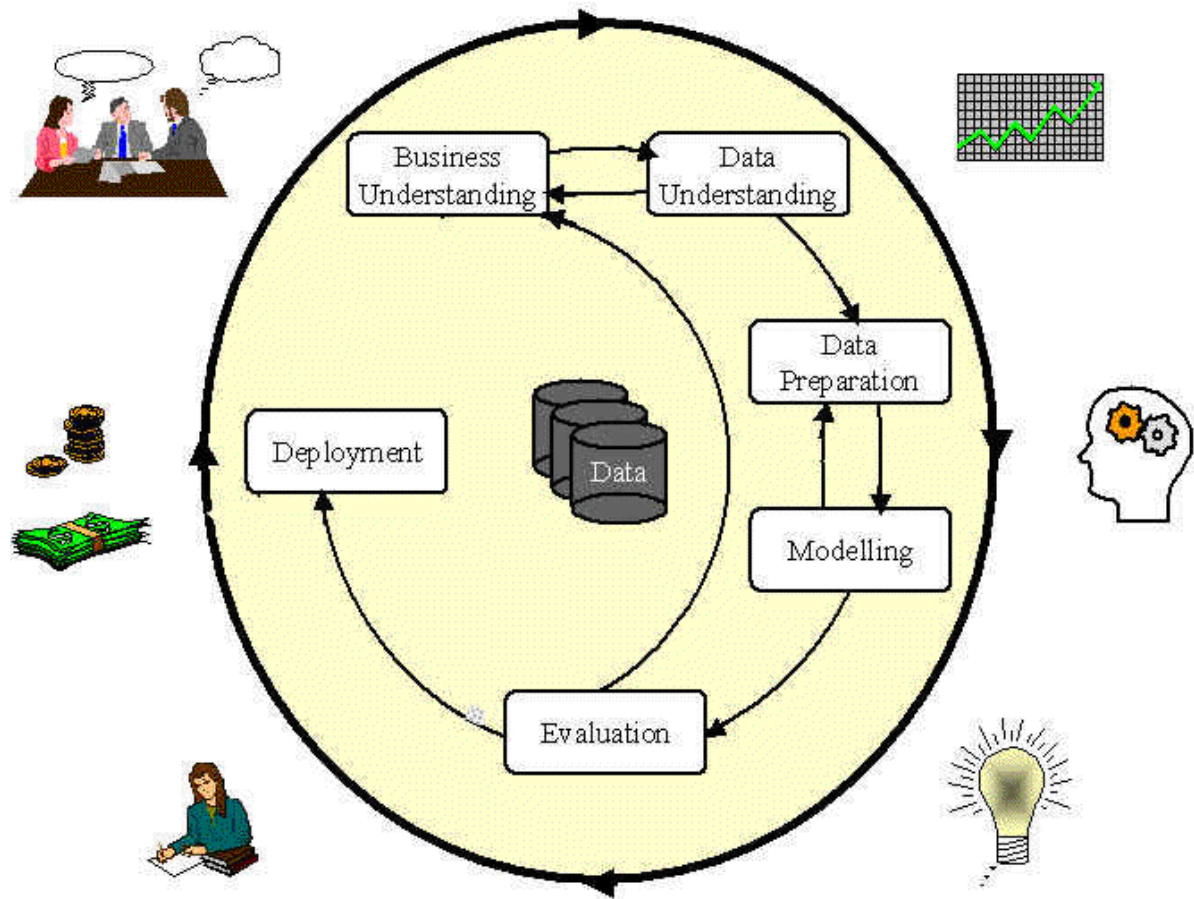 Business
Understanding
Data
Understanding
Data
Preparation
Deployment
Data
Modelling
Evaluation